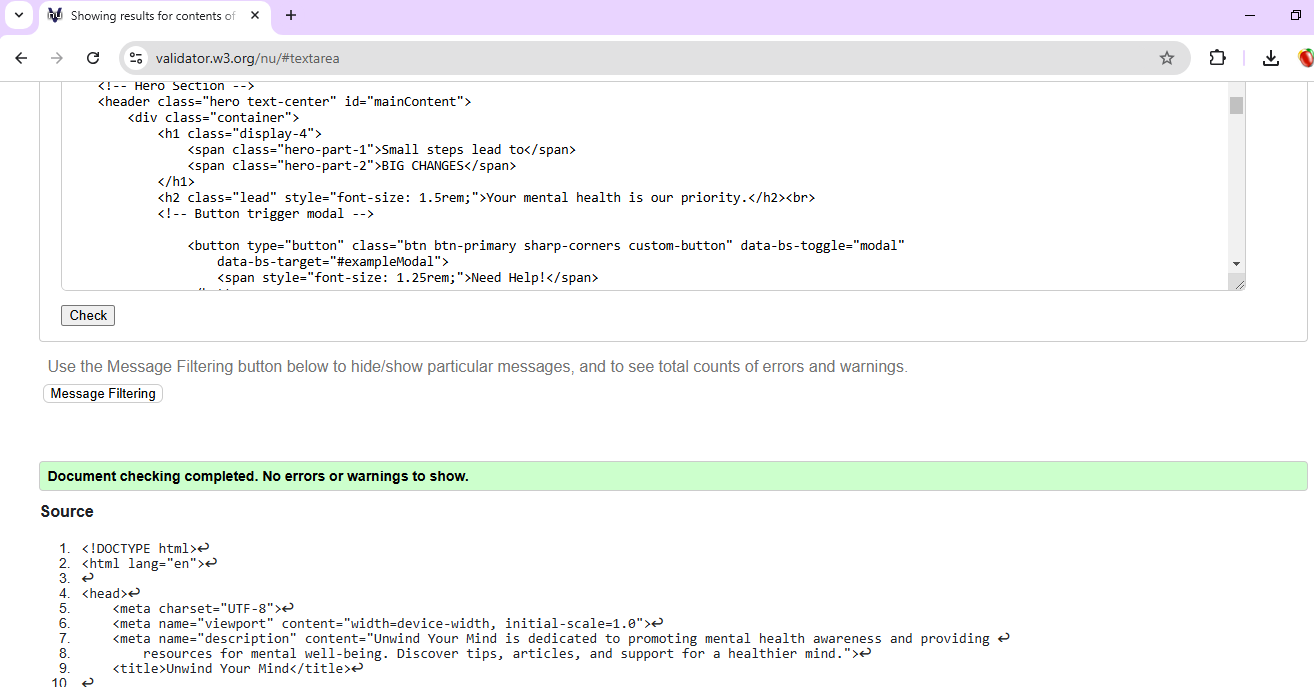 Showing results for contents of
validator.w3.org/nu/#textarea
<!-- Hero Section -->
<header class="hero text-center" id="mainContent">
<div class="container">
<h1 class="display-4">
<span class="hero-part-1">Small steps lead to</span>
<span class="hero-part-2">BIG CHANGES</span>
</h1>
<h2 class="lead" style="font-size: 1.5rem;">Your mental health is our priority.</h2><br>
<!-- Button trigger modal -->
<button type="button" class="btn btn-primary sharp-corners custom-button" data-bs-toggle="modal"
data-bs-target="#exampleModal">
<span style="font-size: 1.25rem;">Need Help!</span>
Check
Use the Message Filtering button below to hide/show particular messages, and to see total counts of errors and warnings.
Message Filtering
Document checking completed. No errors or warnings to show.
Source
1. <!DOCTYPE html>↩
2. <html lang="en">↩
3. ↩
4. <head>↩
5. <meta charset="UTF-8">↩
6. <meta name="viewport" content="width=device-width, initial-scale=1.0">↩
7. <meta name="description" content="Unwind Your Mind is dedicated to promoting mental health awareness and providing ↩
8. resources for mental well-being. Discover tips, articles, and support for a healthier mind.">↩
9. <title>Unwind Your Mind</title>↩
10. ↩